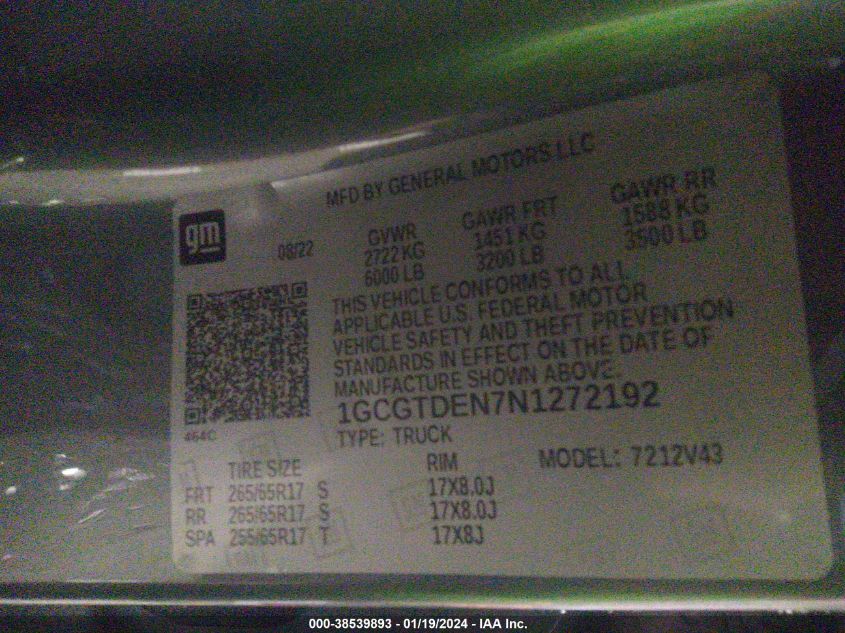 MFD BY GENERAL MOTORS LLC
gm
08/22
GVWR GAWR FRT GAWR RR
2722 KG 1451 KG 1588 KG
6000 LB 3200 LB 3500 LB
THIS VEHICLE CONFORMS TO ALL
APPLICABLE U.S. FEDERAL MOTOR
VEHICLE SAFETY AND THEFT PREVENTION
STANDARDS IN EFFECT ON THE DATE OF
MANUFACTURE SHOWN ABOVE.
1GCGTDEN7N1272192
464C
TYPE: TRUCK
MODEL: 7212V43
TIRE SIZE RIM
FRT 265/65R17 S 17X8.0J
RR 265/65R17 S 17X8.0J
SPA 255/65R17 T 17X8J
000-38539893 - 01/19/2024 - IAA Inc.